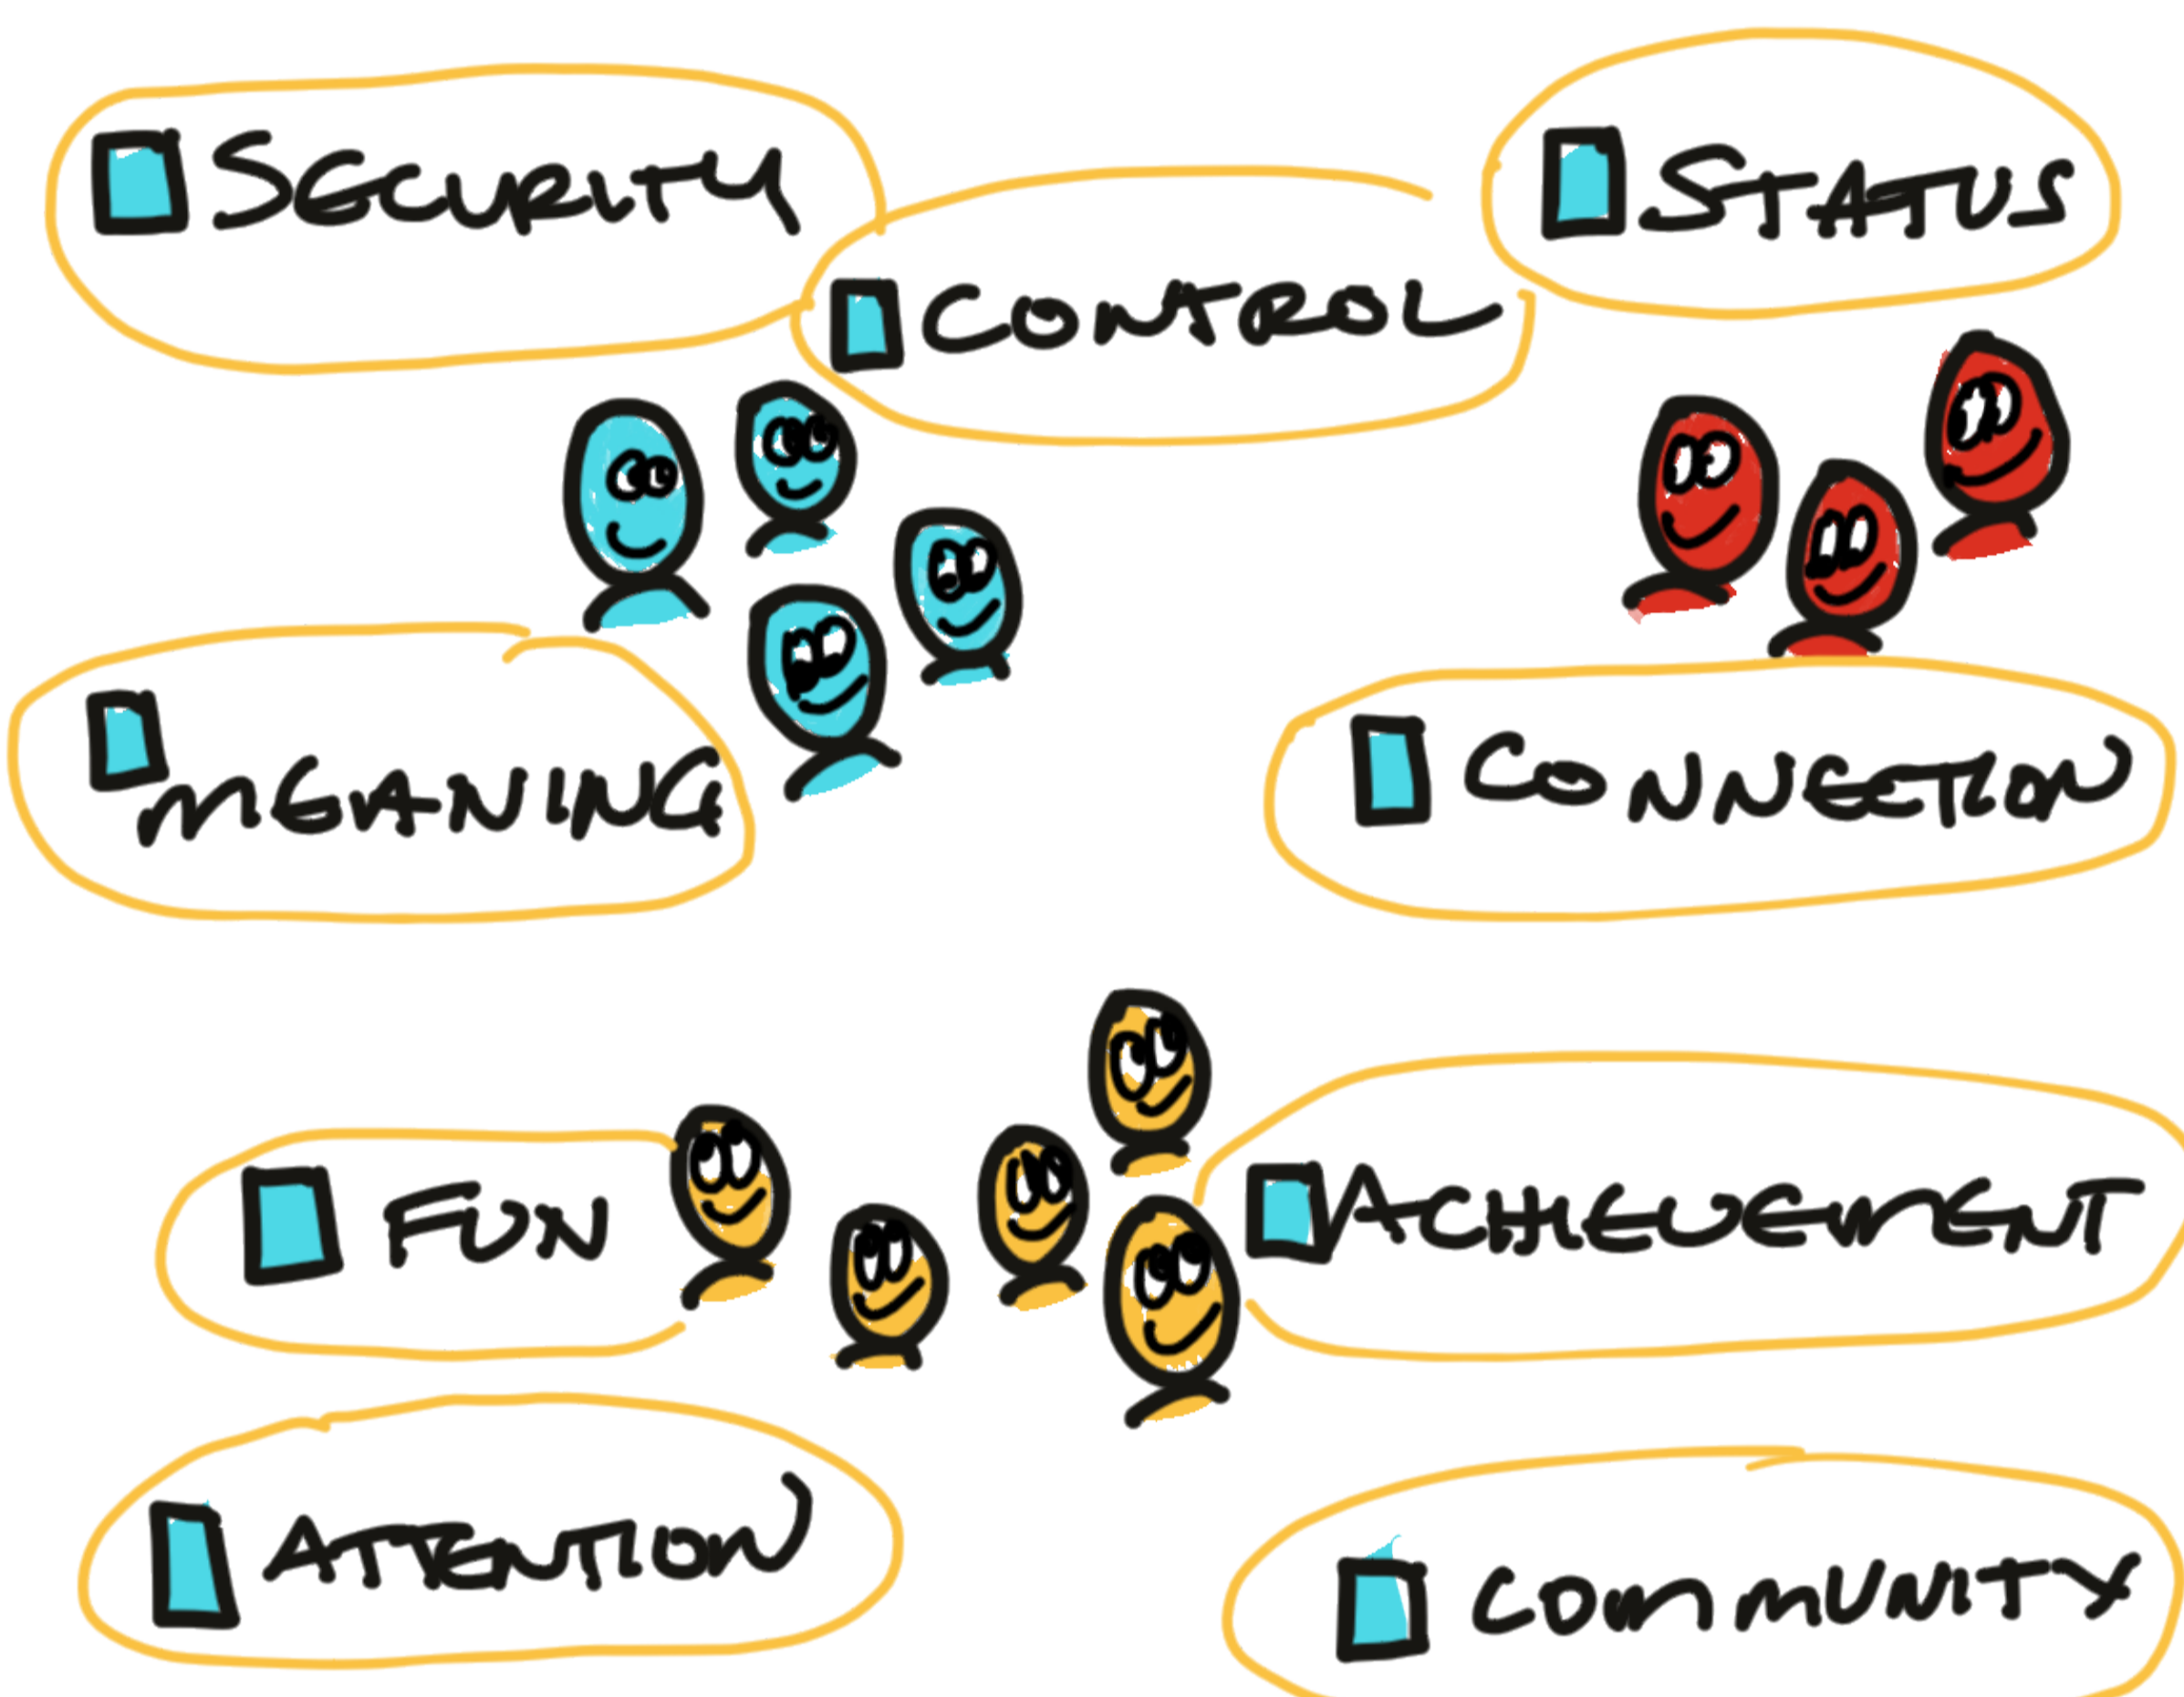 SECURITY
CONTROL
STATUS
MEANING
CONNECTION
FUN
ACHIEVEMENT
ATTENTION
COMMUNITY